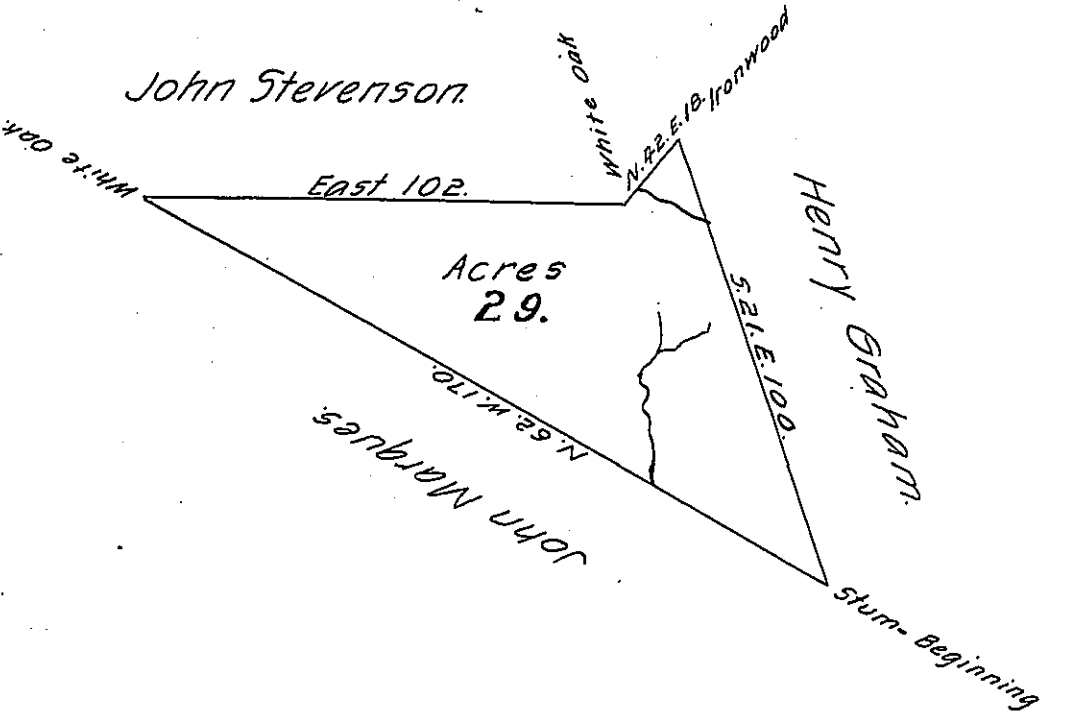 John Stevenson.
White Oak
N.42.E.18. Ironwood
White Oak.
East 102.
Henry Graham.
Acres
29.
S.21.E.100.
N.62.W.170.
John Marques.
Stum- Beginning